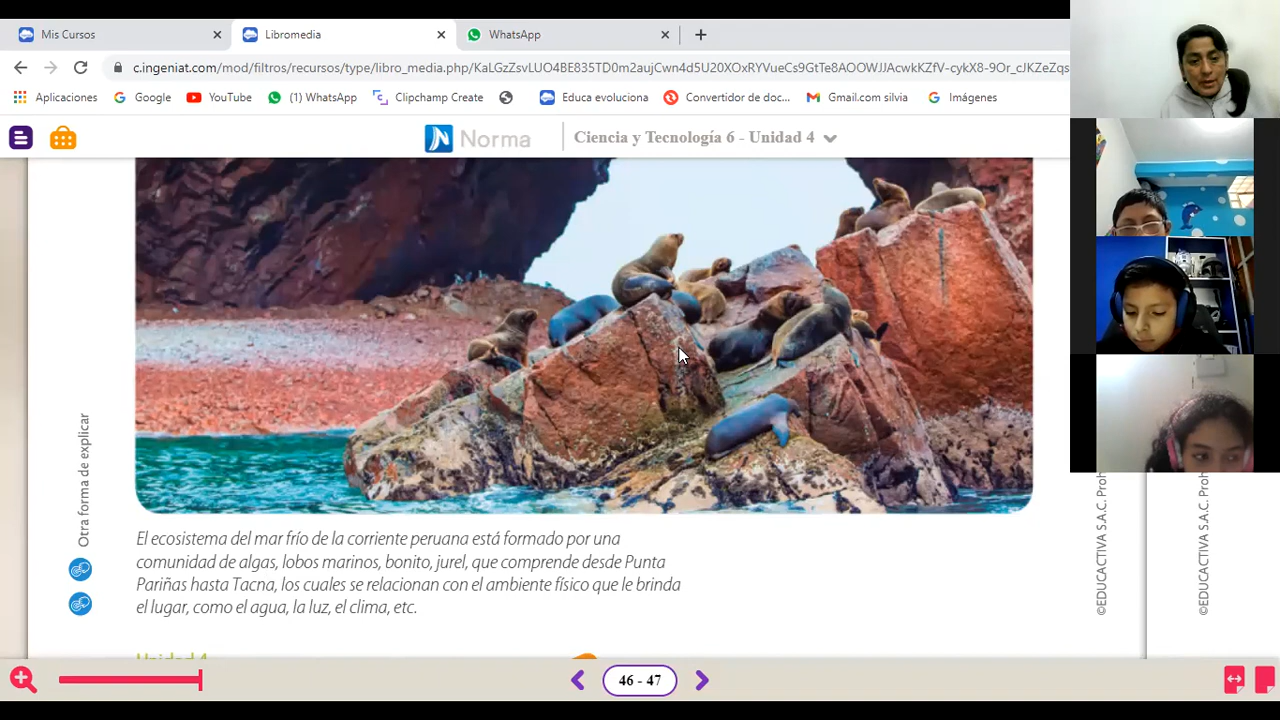 Mis Cursos
Libromedia
WhatsApp
c.ingeniat.com/mod/filtros/recursos/type/libro_media.php/
Aplicaciones
Google
YouTube
(1) WhatsApp
Clipchamp Create
Educa evoluciona
Convertidor de doc...
Gmail.com silvia
Imágenes
Norma
Ciencia y Tecnología 6 - Unidad 4
Otra forma de explicar
El ecosistema del mar frío de la corriente peruana está formado por una
comunidad de algas, lobos marinos, bonito, jurel, que comprende desde Punta
Pariñas hasta Tacna, los cuales se relacionan con el ambiente físico que le brinda
el lugar, como el agua, la luz, el clima, etc.
©EDUCACTIVA S.A.C. Proh
©EDUCACTIVA S.A.C. Proh
Unidad 4
46 - 47